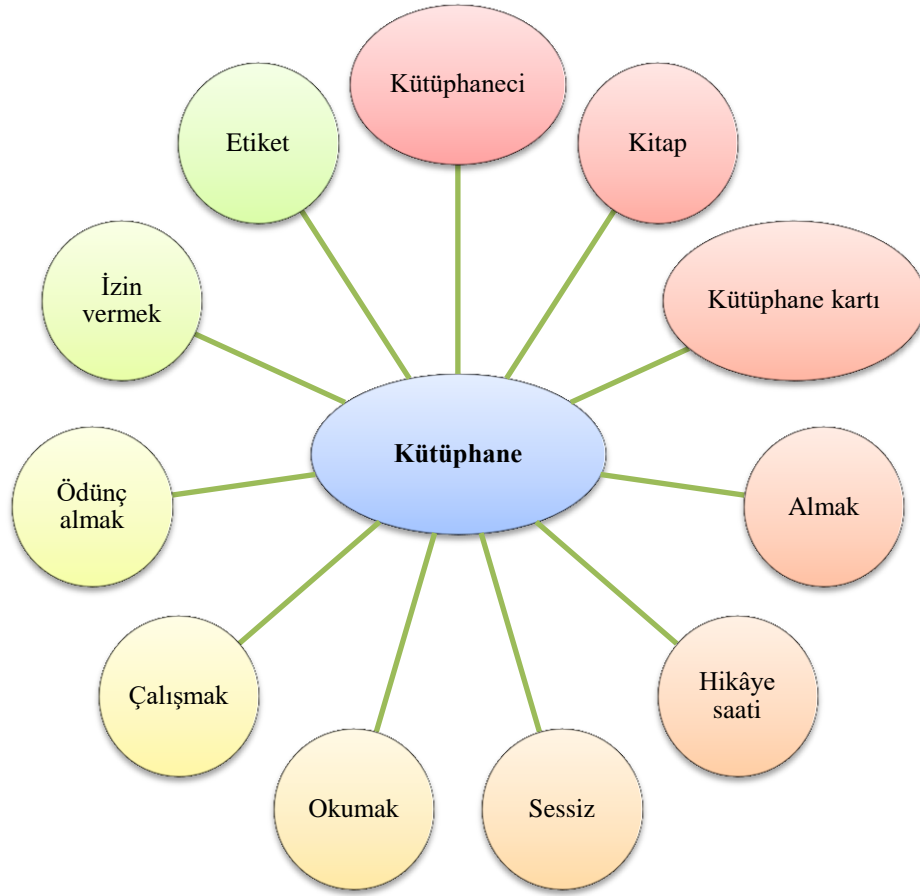 Kütüphaneci
Kitap
Etiket
Kütüphane kartı
İzin
vermek
Kütüphane
Ödünç
almak
Almak
Çalışmak
Hikâye
saati
Okumak
Sessiz